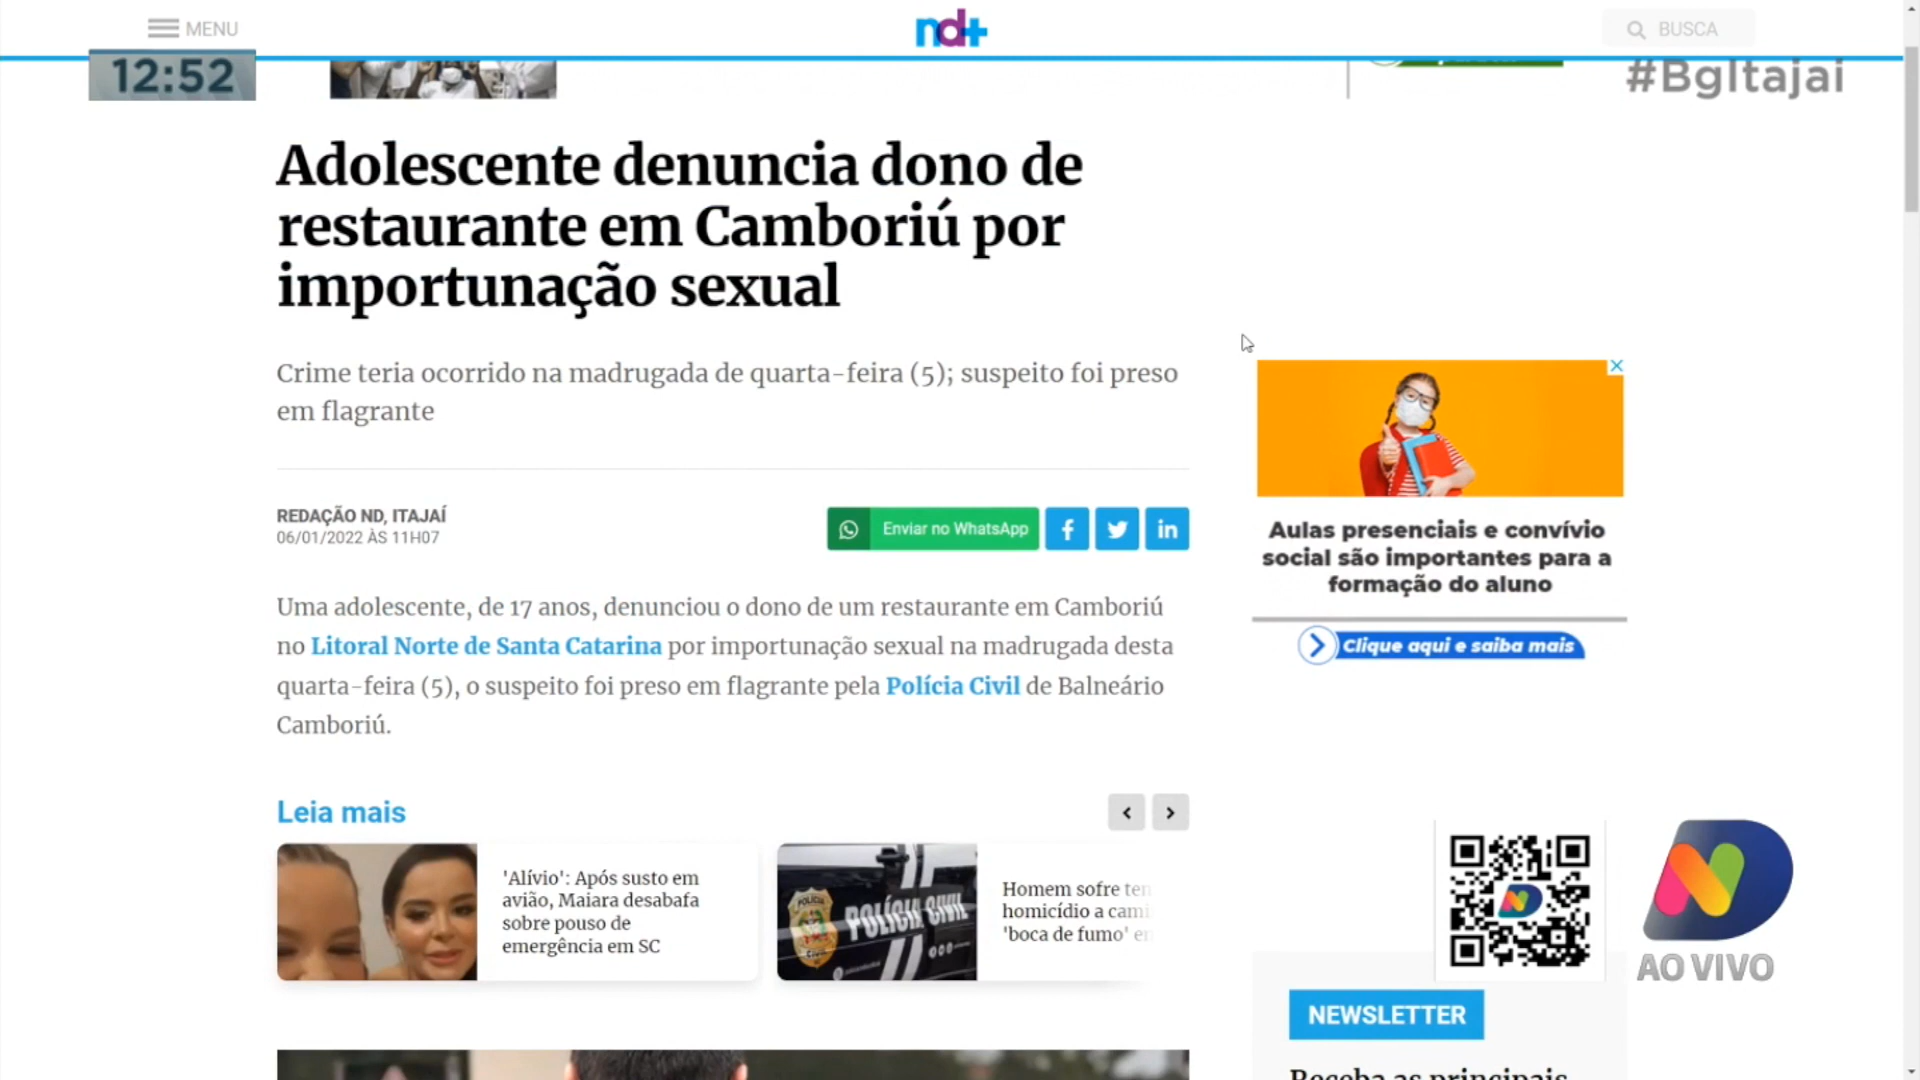 MENU
nd+
BUSCA
12:52
#BgItajai
Adolescente denuncia dono de
restaurante em Camboriú por
importunação sexual
Crime teria ocorrido na madrugada de quarta-feira (5); suspeito foi preso
em flagrante
REDAÇÃO ND, ITAJAÍ
06/01/2022 ÀS 11H07
Enviar no WhatsApp
Uma adolescente, de 17 anos, denunciou o dono de um restaurante em Camboriú
no Litoral Norte de Santa Catarina por importunação sexual na madrugada desta
quarta-feira (5), o suspeito foi preso em flagrante pela Polícia Civil de Balneário
Camboriú.
Aulas presenciais e convívio
social são importantes para a
formação do aluno
Clique aqui e saiba mais
Leia mais
'Alívio': Após susto em
avião, Maiara desabafa
sobre pouso de
emergência em SC
POLÍCIA
CIVIL
POLÍCIA CIVIL
Homem sofre
homicídio a
'boca de fumo'
AO VIVO
NEWSLETTER
Receba as principais